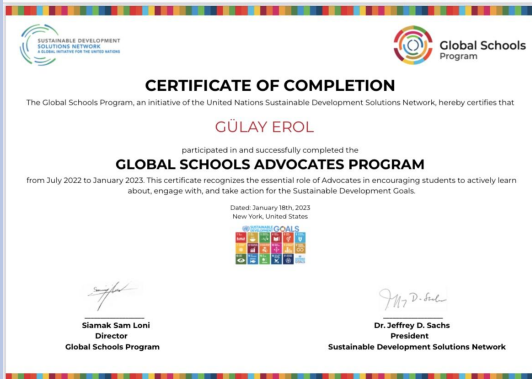 SUSTAINABLE DEVELOPMENT
SOLUTIONS NETWORK
A GLOBAL INITIATIVE FOR THE UNITED NATIONS
Global Schools
Program
CERTIFICATE OF COMPLETION
The Global Schools Program, an initiative of the United Nations Sustainable Development Solutions Network, hereby certifies that
GÜLAY EROL
participated in and successfully completed the
GLOBAL SCHOOLS ADVOCATES PROGRAM
from July 2022 to January 2023. This certificate recognizes the essential role of Advocates in encouraging students to actively learn
about, engage with, and take action for the Sustainable Development Goals.
Dated: January 18th, 2023
New York, United States
SUSTAINABLE DEVELOPMENT GOALS
Siamak Sam Loni
Director
Global Schools Program
Dr. Jeffrey D. Sachs
President
Sustainable Development Solutions Network